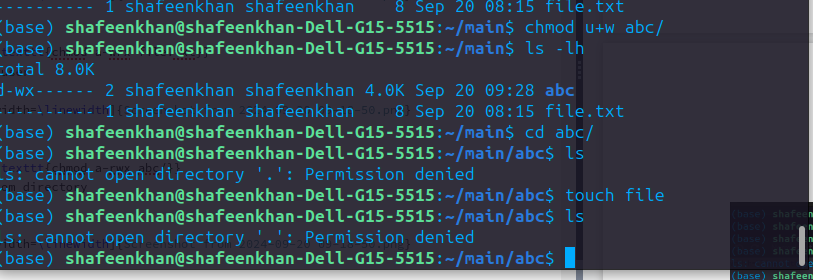 ---------- 1 shafeenkhan shafeenkhan    8 Sep 20 08:15 file.txt
(base) shafeenkhan@shafeenkhan-Dell-G15-5515:~/main$ chmod u+w abc/
(base) shafeenkhan@shafeenkhan-Dell-G15-5515:~/main$ ls -lh
total 8.0K
d-wx------ 2 shafeenkhan shafeenkhan 4.0K Sep 20 09:28 abc
---------- 1 shafeenkhan shafeenkhan    8 Sep 20 08:15 file.txt
(base) shafeenkhan@shafeenkhan-Dell-G15-5515:~/main$ cd abc/
(base) shafeenkhan@shafeenkhan-Dell-G15-5515:~/main/abc$ ls
ls: cannot open directory '.': Permission denied
(base) shafeenkhan@shafeenkhan-Dell-G15-5515:~/main/abc$ touch file
(base) shafeenkhan@shafeenkhan-Dell-G15-5515:~/main/abc$ ls
ls: cannot open directory '.': Permission denied
(base) shafeenkhan@shafeenkhan-Dell-G15-5515:~/main/abc$